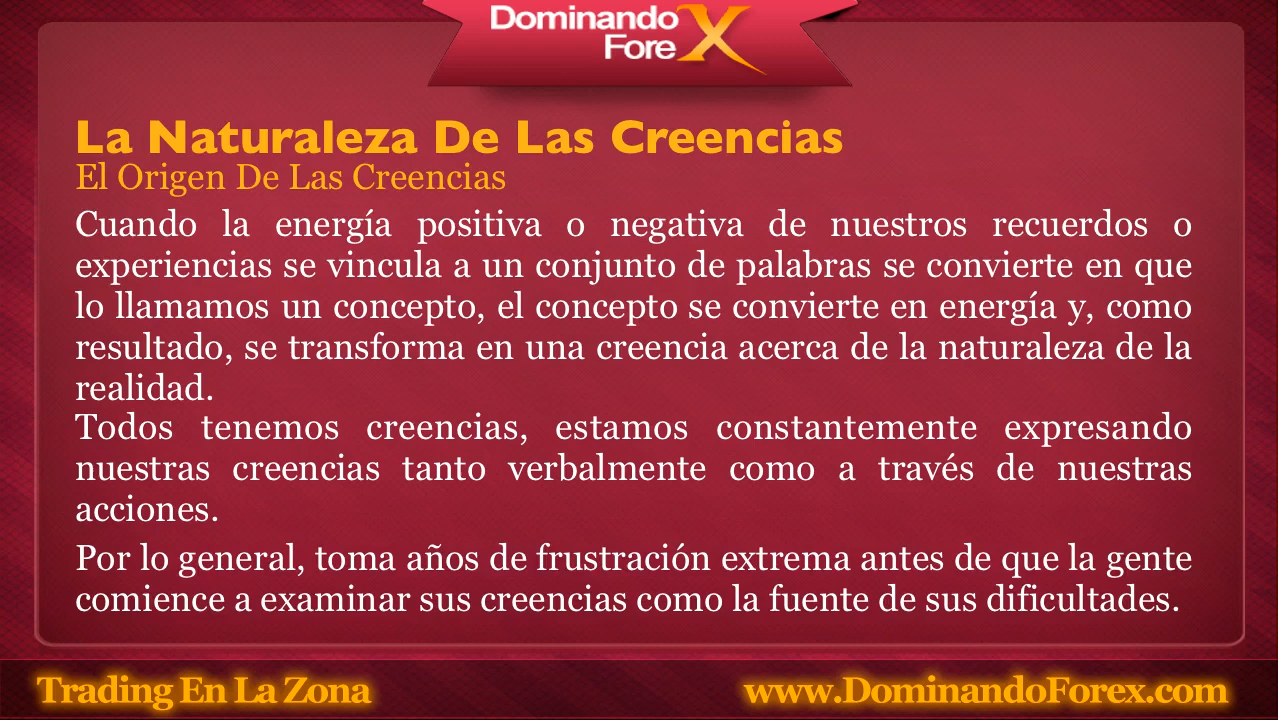 Dominando
ForeX
La Naturaleza De Las Creencias
El Origen De Las Creencias
Cuando la energía positiva o negativa de nuestros recuerdos o
experiencias se vincula a un conjunto de palabras se convierte en que
lo llamamos un concepto, el concepto se convierte en energía y, como
resultado, se transforma en una creencia acerca de la naturaleza de la
realidad.
Todos tenemos creencias, estamos constantemente expresando
nuestras creencias tanto verbalmente como a través de nuestras
acciones.
Por lo general, toma años de frustración extrema antes de que la gente
comience a examinar sus creencias como la fuente de sus dificultades.
Trading En La Zona
www.DominandoForex.com